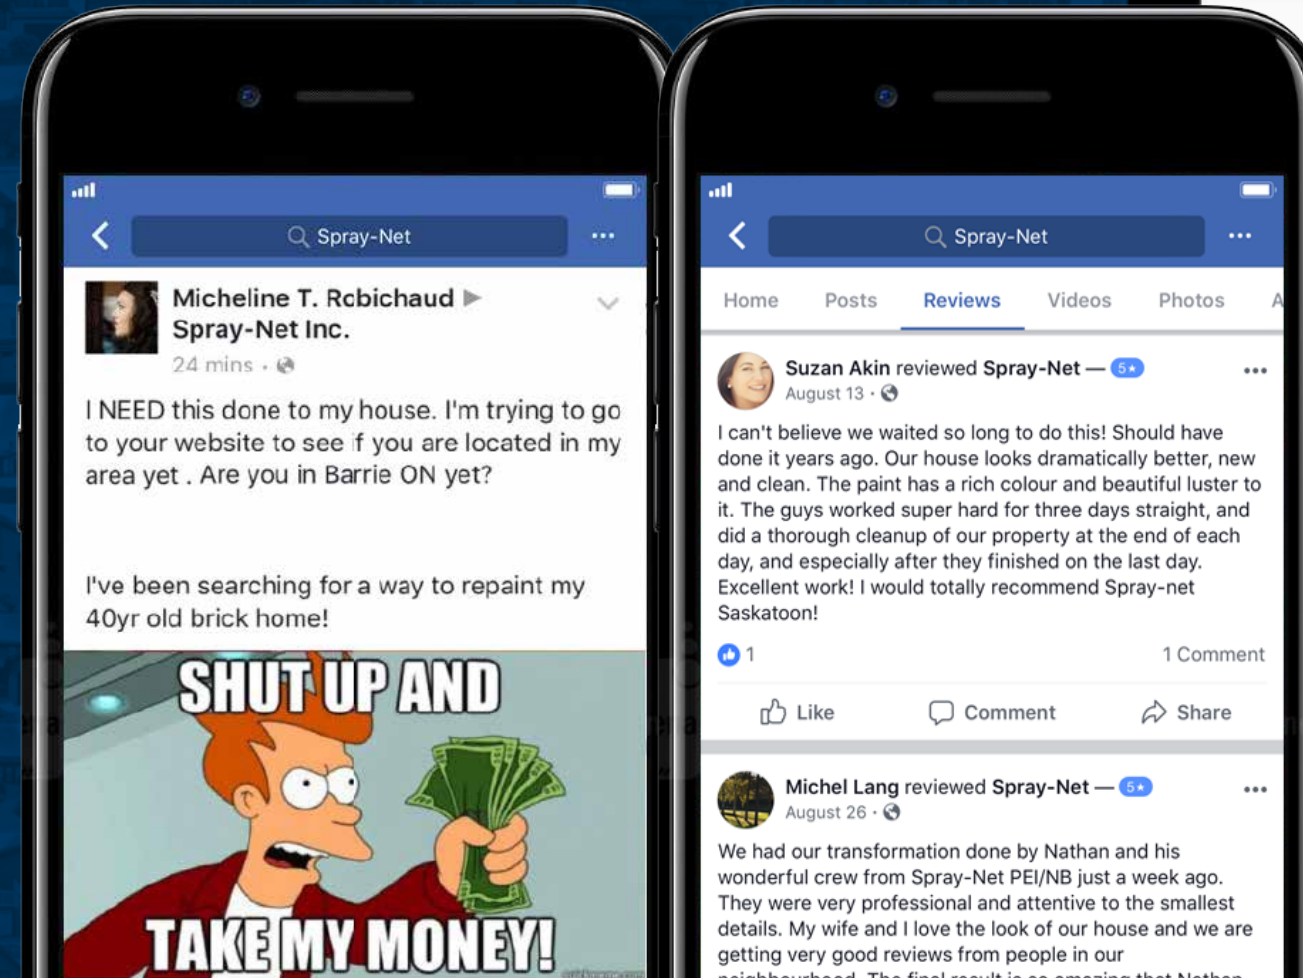 Spray-Net
Micheline T. Robichaud
Spray-Net Inc.
24 mins ·
I NEED this done to my house. I'm trying to go
to your website to see if you are located in my
area yet . Are you in Barrie ON yet?
I've been searching for a way to repaint my
40yr old brick home!
SHUT UP AND
TAKE MY MONEY!
Spray-Net
Home Posts Reviews Videos Photos A
Suzan Akin reviewed Spray-Net — 5★
August 13 ·
I can't believe we waited so long to do this! Should have
done it years ago. Our house looks dramatically better, new
and clean. The paint has a rich colour and beautiful luster to
it. The guys worked super hard for three days straight, and
did a thorough cleanup of our property at the end of each
day, and especially after they finished on the last day.
Excellent work! I would totally recommend Spray-net
Saskatoon!
1 1 Comment
Like Comment Share
Michel Lang reviewed Spray-Net — 5★
August 26 ·
We had our transformation done by Nathan and his
wonderful crew from Spray-Net PEI/NB just a week ago.
They were very professional and attentive to the smallest
details. My wife and I love the look of our house and we are
getting very good reviews from people in our
neighbourhood. The final result is so amazing that Nathan